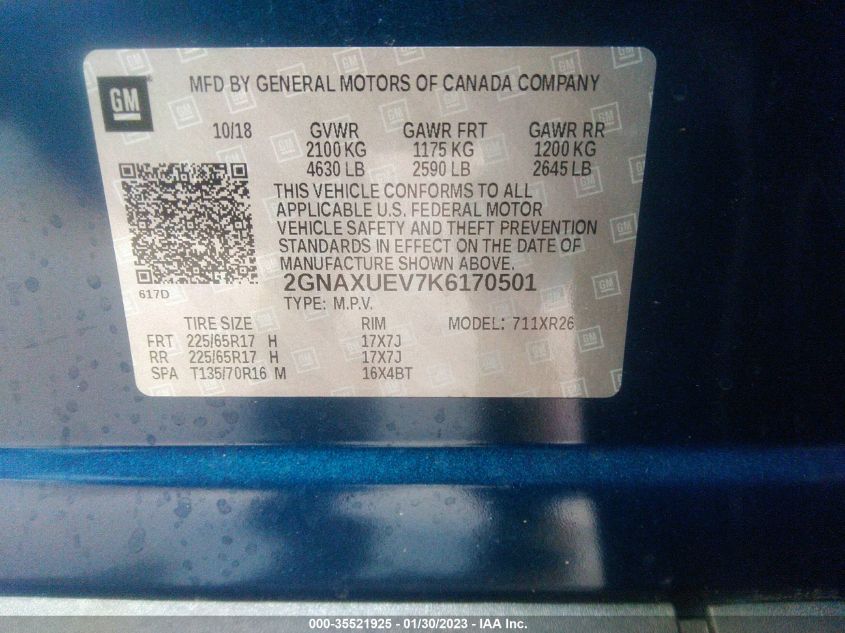 GM
MFD BY GENERAL MOTORS OF CANADA COMPANY
10/18 GVWR GAWR FRT GAWR RR
2100 KG 1175 KG 1200 KG
4630 LB 2590 LB 2645 LB
THIS VEHICLE CONFORMS TO ALL
APPLICABLE U.S. FEDERAL MOTOR
VEHICLE SAFETY AND THEFT PREVENTION
STANDARDS IN EFFECT ON THE DATE OF
MANUFACTURE SHOWN ABOVE.
617D 2GNAXUEV7K6170501
TYPE: M.P.V.
TIRE SIZE RIM MODEL: 711XR26
FRT 225/65R17 H 17X7J
RR 225/65R17 H 17X7J
SPA T135/70R16 M 16X4BT
000-35521925 - 01/30/2023 - IAA Inc.